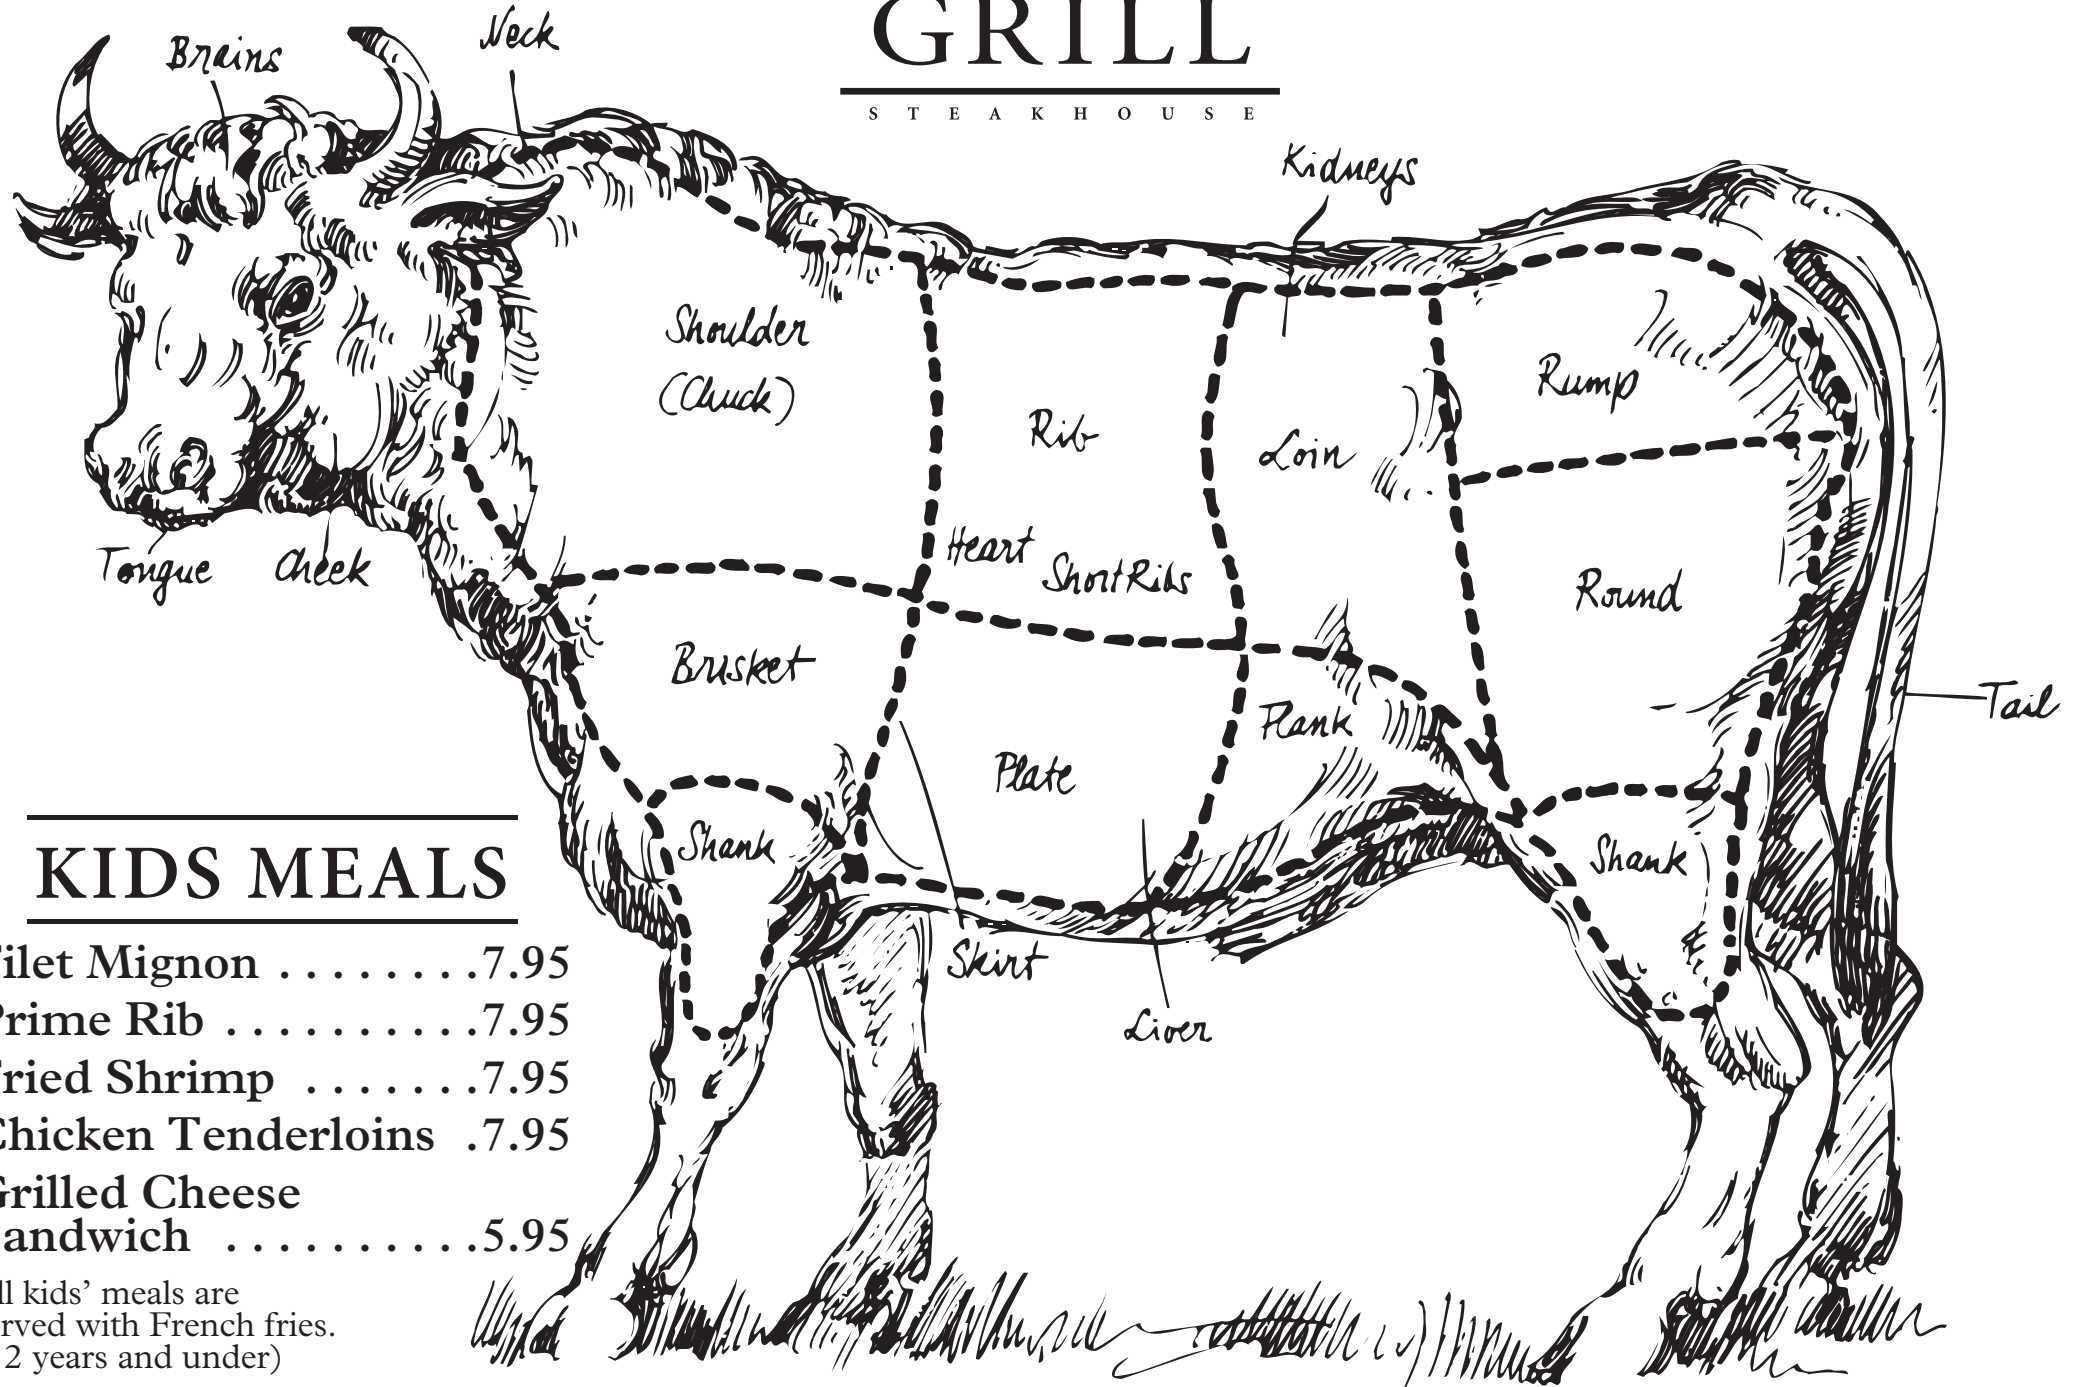 GRILL
STEAKHOUSE
Brains
Neck
Kidneys
Shoulder
(Chuck)
Rib
Loin
Rump
Heart
Short Ribs
Round
Tongue
Cheek
Brusket
Flank
Plate
Tail
Shank
Shank
Skirt
Liver
KIDS MEALS
ilet Mignon ........7.95
rime Rib ..........7.95
ried Shrimp .......7.95
hicken Tenderloins .7.95
rilled Cheese
andwich ..........5.95
ll kids’ meals are
rved with French fries.
2 years and under)